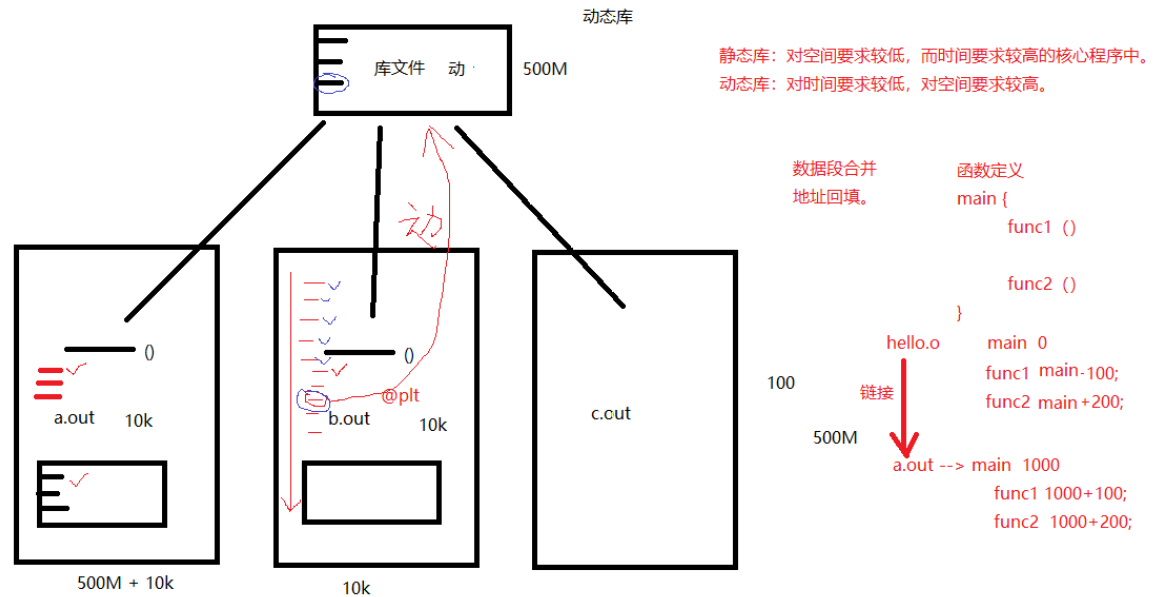 动态库
库文件 动
500M
静态库：对空间要求较低，而时间要求较高的核心程序中。
动态库：对时间要求较低，对空间要求较高。
数据段合并
地址回填。
函数定义
main {
func1 ()
func2 ()
}
动
()
a.out 10k
500M + 10k
()
@plt
b.out 10k
10k
c.out
100
500M
hello.o main 0
func1 main-100;
func2 main+200;
链接
a.out --> main 1000
func1 1000+100;
func2 1000+200;